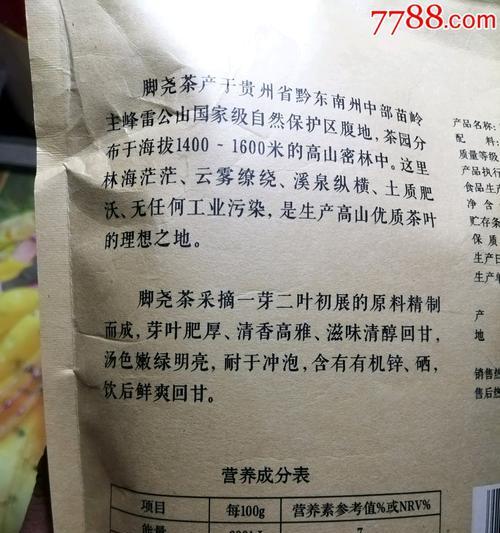 7788.com
脚尧茶产于贵州省黔东南州中部苗岭
主峰雷公山国家级自然保护区腹地，茶园分
布于海拔1400 - 1600米的高山密林中。这里
林海茫茫、云雾缭绕、溪泉纵横、土质肥
沃、无任何工业污染，是生产高山优质茶叶
的理想之地。
脚尧茶采摘一芽二叶初展的原料精制
而成，芽叶肥厚、清香高雅、滋味清醇回甘，
汤色嫩绿明亮，耐于冲泡，含有有机锌、硒，
饮后鲜爽回甘。
营养成分表
项目 每100g 营养素参考值%或NRV%
能量 7
产品名称:
配 料:
质量等级
产品执行
食品生产
净 含
贮存条
保 质
生产日
生产单
产
地
销售热
售后热